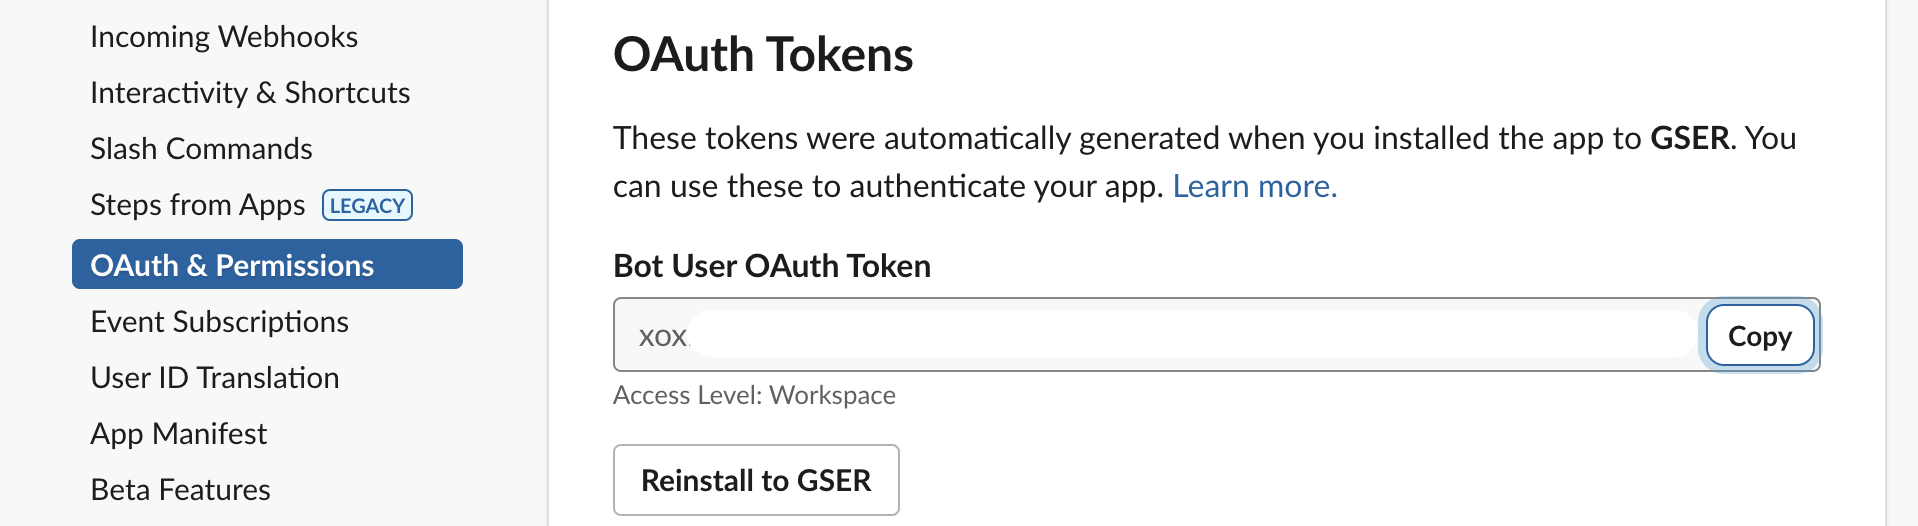 Incoming Webhooks
Interactivity & Shortcuts
Slash Commands
Steps from Apps LEGACY
OAuth & Permissions
Event Subscriptions
User ID Translation
App Manifest
Beta Features
OAuth Tokens
These tokens were automatically generated when you installed the app to GSER. You
can use these to authenticate your app. Learn more.
Bot User OAuth Token
xox
Copy
Access Level: Workspace
Reinstall to GSER